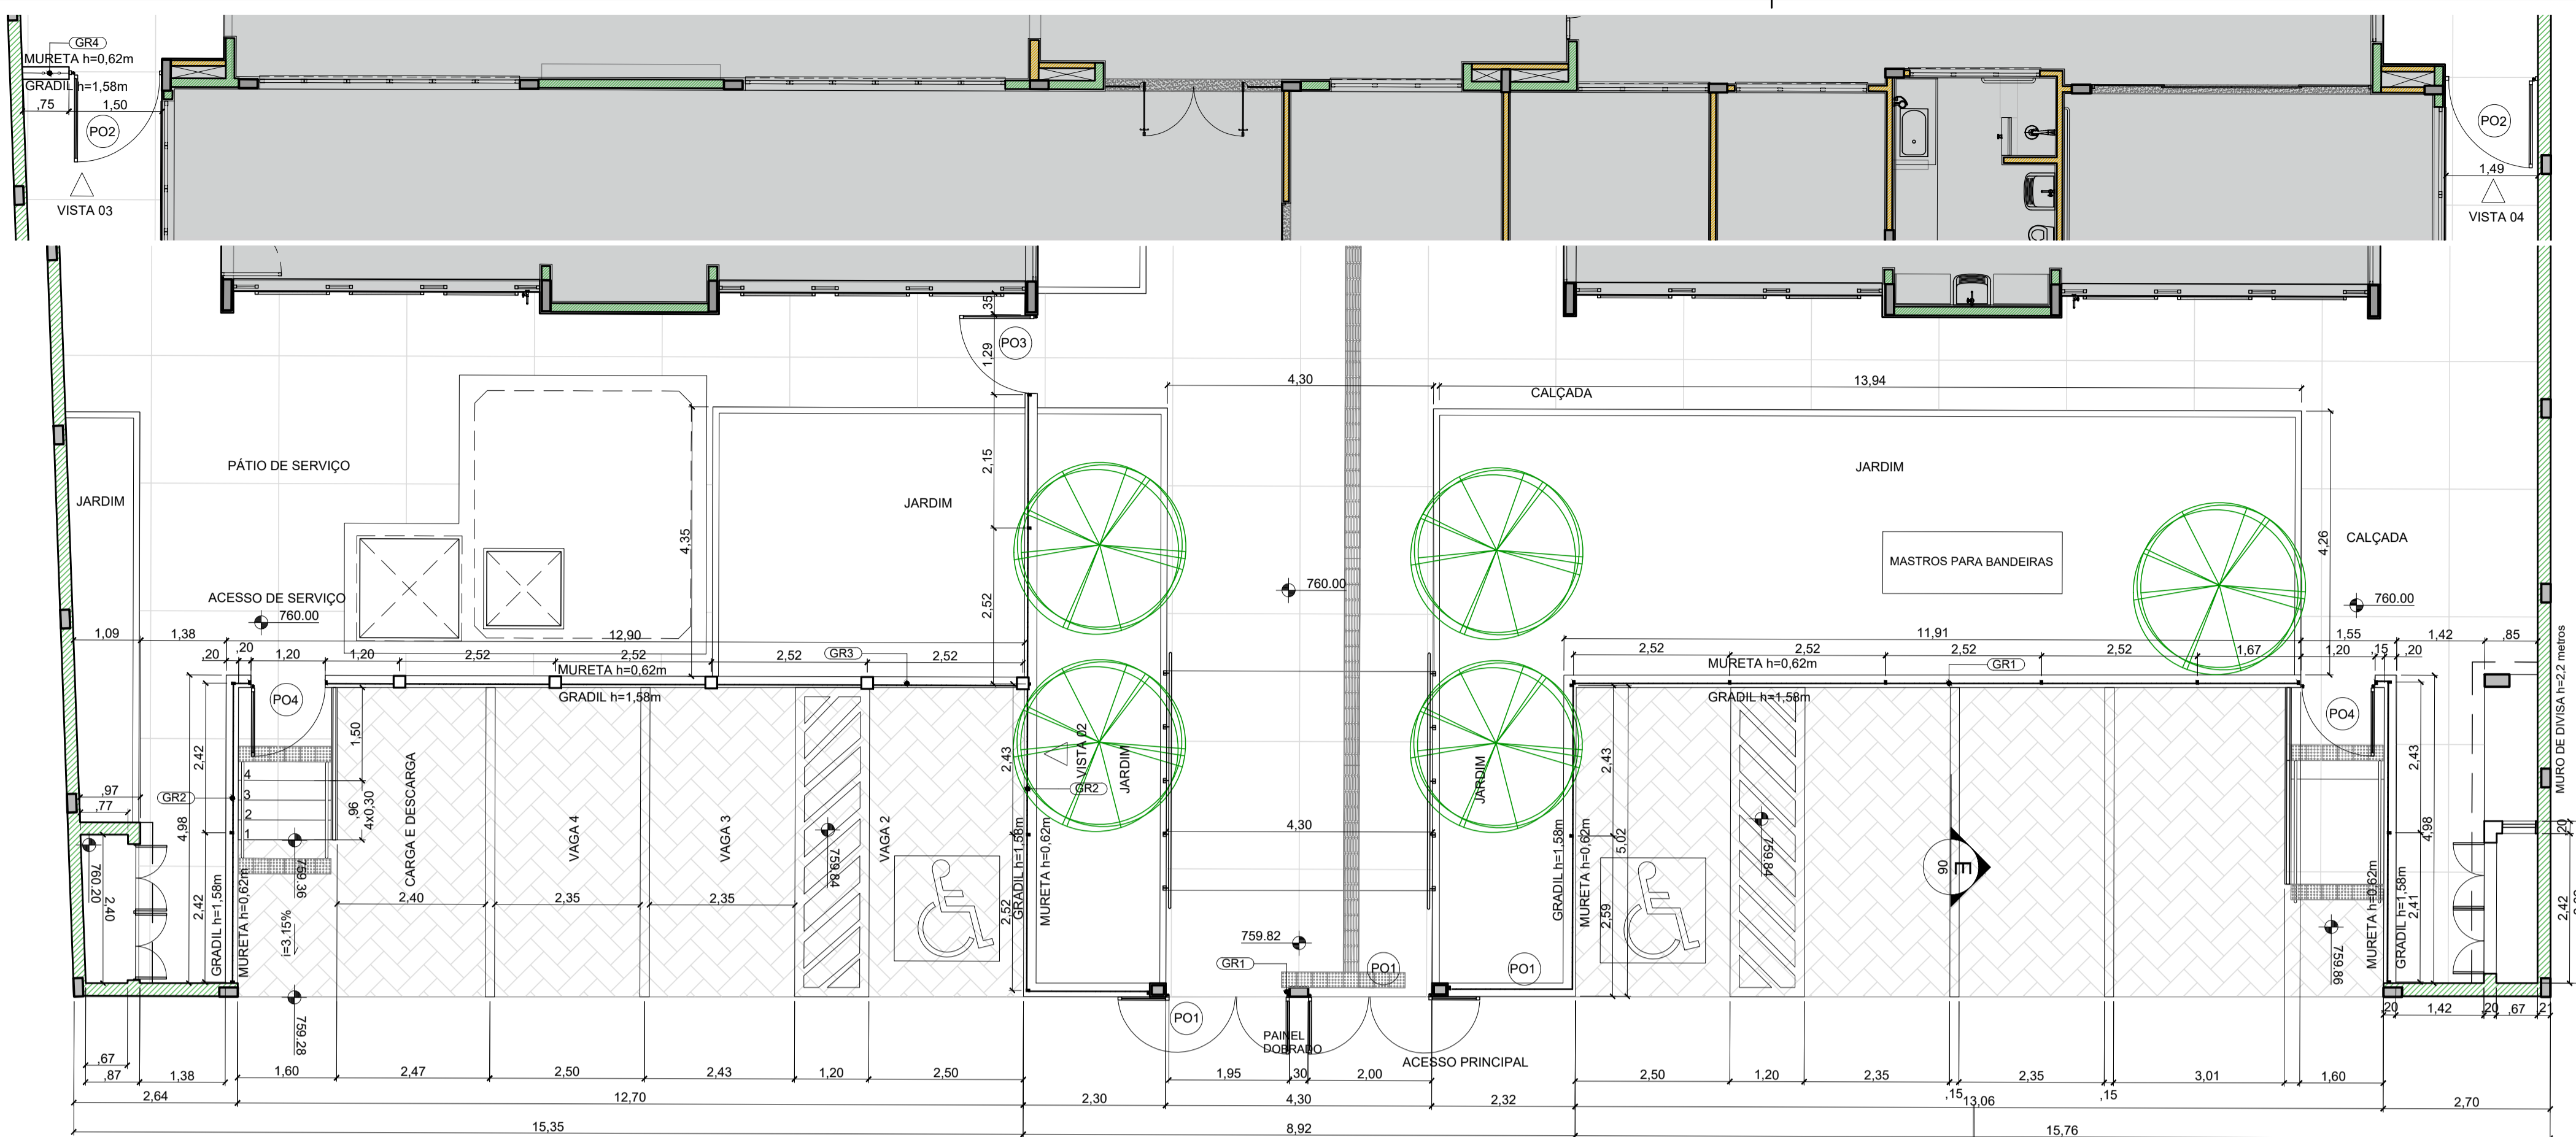 GR4
MURETA h=0,62m
GRADIL h=1,58m
,75
1,50
PO2
VISTA 03
PO2
1,49
VISTA 04
,35
PO3
1,29
4,30
CALÇADA
13,94
PÁTIO DE SERVIÇO
JARDIM
JARDIM
2,15
4,35
JARDIM
MASTROS PARA BANDEIRAS
4,26
CALÇADA
ACESSO DE SERVIÇO
760.00
2,52
760.00
760.00
1,09
1,38
12,90
11,91
1,55
1,42
,85
,20
,20
1,20
1,20
2,52
2,52
2,52
2,52
GR3
MURETA h=0,62m
GRADIL h=1,58m
2,52
2,52
2,52
2,52
1,67
1,20
,15
,20
MURETA h=0,62m
GR1
GRADIL h=1,58m
MURO DE DIVISA h=2,2 metros
PO4
PO4
1,50
2,42
4,98
,97
,77
GR2
4
3
2
1
,96
4x0,30
CARGA E DESCARGA
VAGA 4
VAGA 3
VAGA 2
759.84
2,43
VISTA 02
JARDIM
GR2
JARDIM
4,30
2,43
5,02
759.84
E
06
2,43
4,98
,20
760.20
2,40
759.36
2,42
GRADIL h=1,58m
MURETA h=0,62m
i=3.15%
2,40
2,35
2,35
2,52
GRADIL h=1,58m
MURETA h=0,62m
GRADIL h=1,58m
MURETA h=0,62m
2,59
759.86
MURETA h=0,62m
GRADIL h=1,58m
2,41
2,42
759.82
GR1
PO1
PO1
PO1
759.28
PAINEL
DOBRADO
ACESSO PRINCIPAL
,20
1,42
,20
,67
,21
,67
,87
1,38
1,60
2,47
2,50
2,43
1,20
2,50
1,95
,30
2,00
2,50
1,20
2,35
,15
2,35
,15
3,01
1,60
2,64
12,70
2,30
4,30
2,32
13,06
2,70
15,35
8,92
15,76